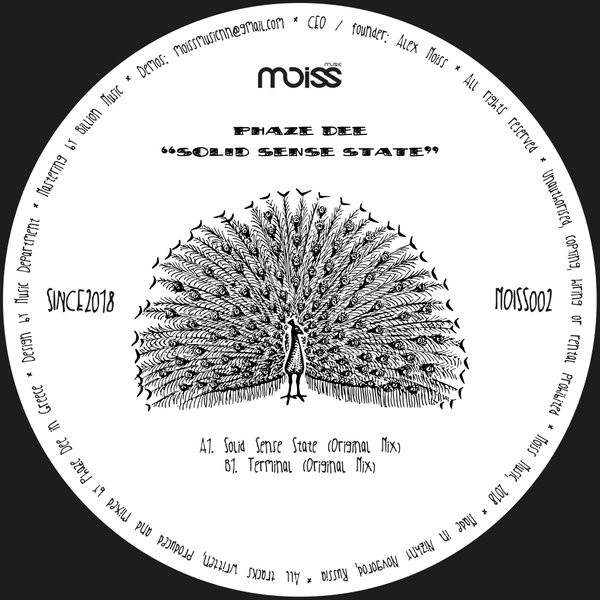 moiss
MUSIC
PHAZE DEE
“SOLID SENSE STATE”
SINCE2018
MOISS002
A1. Solid Sense State (Original Mix)
B1. Terminal (Original Mix)
* All tracks written, produced and mixed by Phaze Dee in Greece * Design by Music Department * Mastering by Billion Music * Demos: moissmusicnn@gmail.com * CEO / founder: Alex Moiss * All rights reserved * Unauthorised, copying, hiring or rental prohibited * Moiss Music, 2018 * Made in Nizhny Novgorod, Russia